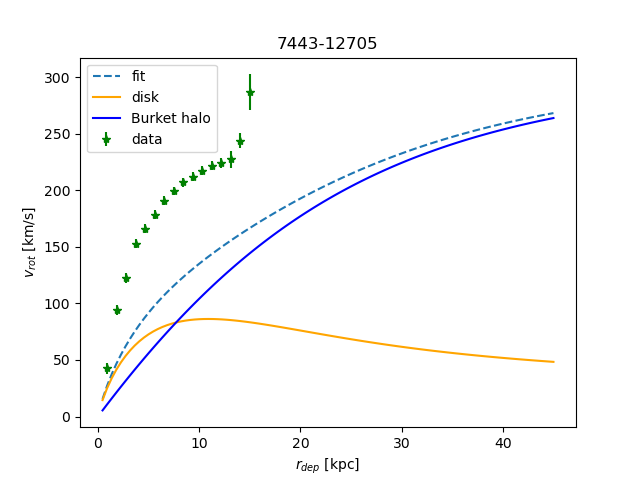 7443-12705
fit
disk
Burket halo
data
300
250
200
150
100
50
0
v_rot [km/s]
0 10 20 30 40
r_dep [kpc]